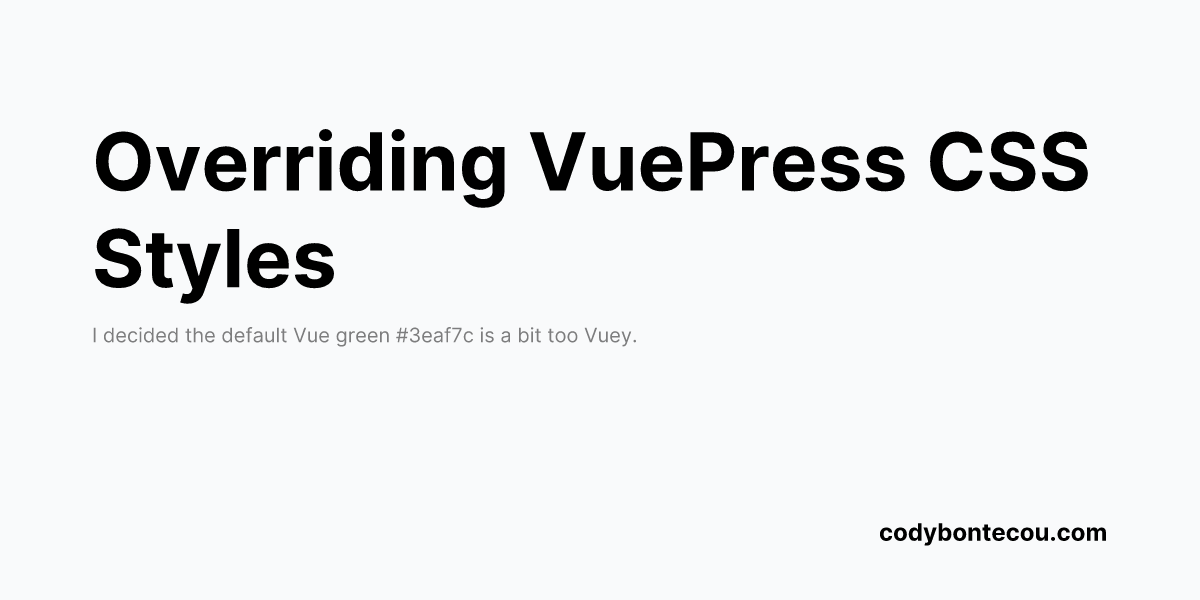 Overriding VuePress CSS
Styles
I decided the default Vue green #3eaf7c is a bit too Vuey.
codybontecou.com